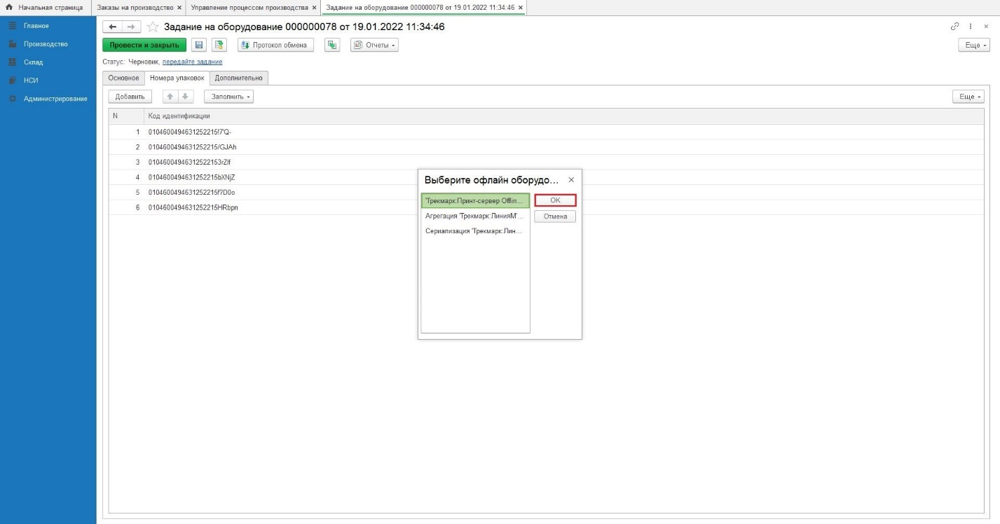 Начальная страница
Заказы на производство ×
Управление процессом производства ×
Задание на оборудование 000000078 от 19.01.2022 11:34:46 ×
Главное
Производство
Склад
НСИ
Администрирование
Задание на оборудование 000000078 от 19.01.2022 11:34:46
Провести и закрыть
Протокол обмена
Отчеты
Еще
Статус: Черновик, передайте задание
Основное
Номера упаковок
Дополнительно
Добавить
Заполнить
Еще
N Код идентификации
1 0104600494631252215!7'Q-
2 0104600494631252215/GJAh
3 01046004946312522153rZIf
4 0104600494631252215bXNjZ
5 0104600494631252215f?D0o
6 0104600494631252215HRbpn
Выберите офлайн оборудо... ×
'Трекмарк:Принт-сервер Offlin...
Агрегация 'Трекмарк:ЛинияМ'...
Сериализация 'Трекмарк:Лин...
OK
Отмена